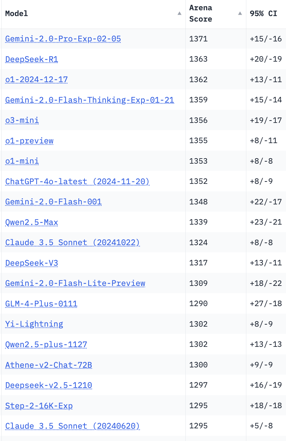 Model Arena Score 95% CI
Gemini-2.0-Pro-Exp-02-05 1371 +15/-16
DeepSeek-R1 1363 +20/-19
o1-2024-12-17 1362 +13/-11
Gemini-2.0-Flash-Thinking-Exp-01-21 1359 +15/-14
o3-mini 1356 +19/-17
o1-preview 1355 +8/-11
o1-mini 1353 +8/-8
ChatGPT-4o-latest (2024-11-20) 1352 +8/-9
Gemini-2.0-Flash-001 1348 +22/-17
Qwen2.5-Max 1339 +23/-21
Claude 3.5 Sonnet (20241022) 1324 +8/-8
DeepSeek-V3 1317 +13/-11
Gemini-2.0-Flash-Lite-Preview 1309 +18/-22
GLM-4-Plus-0111 1290 +27/-18
Yi-Lightning 1302 +8/-9
Qwen2.5-plus-1127 1302 +13/-13
Athene-v2-Chat-72B 1300 +9/-9
Deepseek-v2.5-1210 1297 +16/-19
Step-2-16K-Exp 1295 +18/-18
Claude 3.5 Sonnet (20240620) 1295 +5/-8